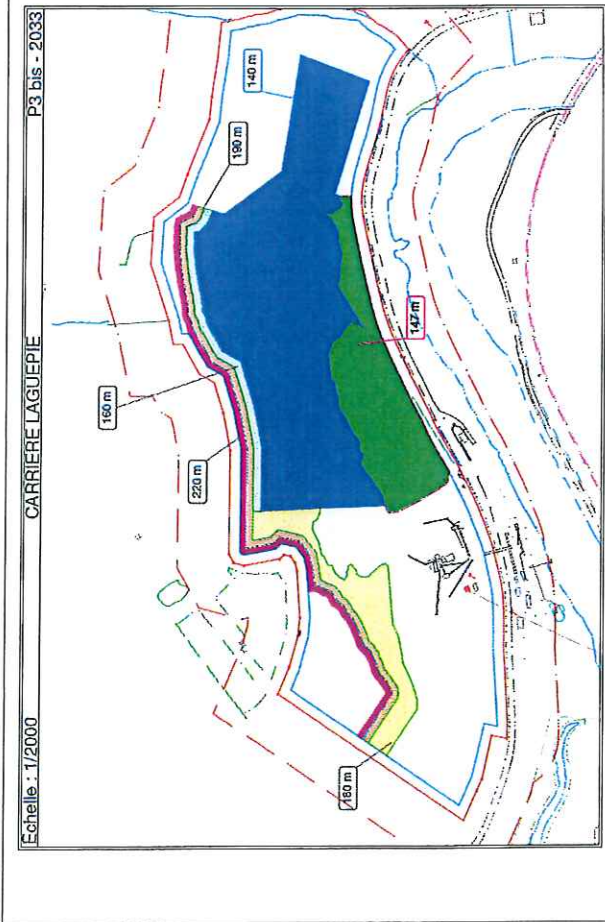 Echelle : 1/2000
CARRIERE LAGUEPIE
P3 bis - 2033
140 m
190 m
160 m
220 m
147 m
180 m